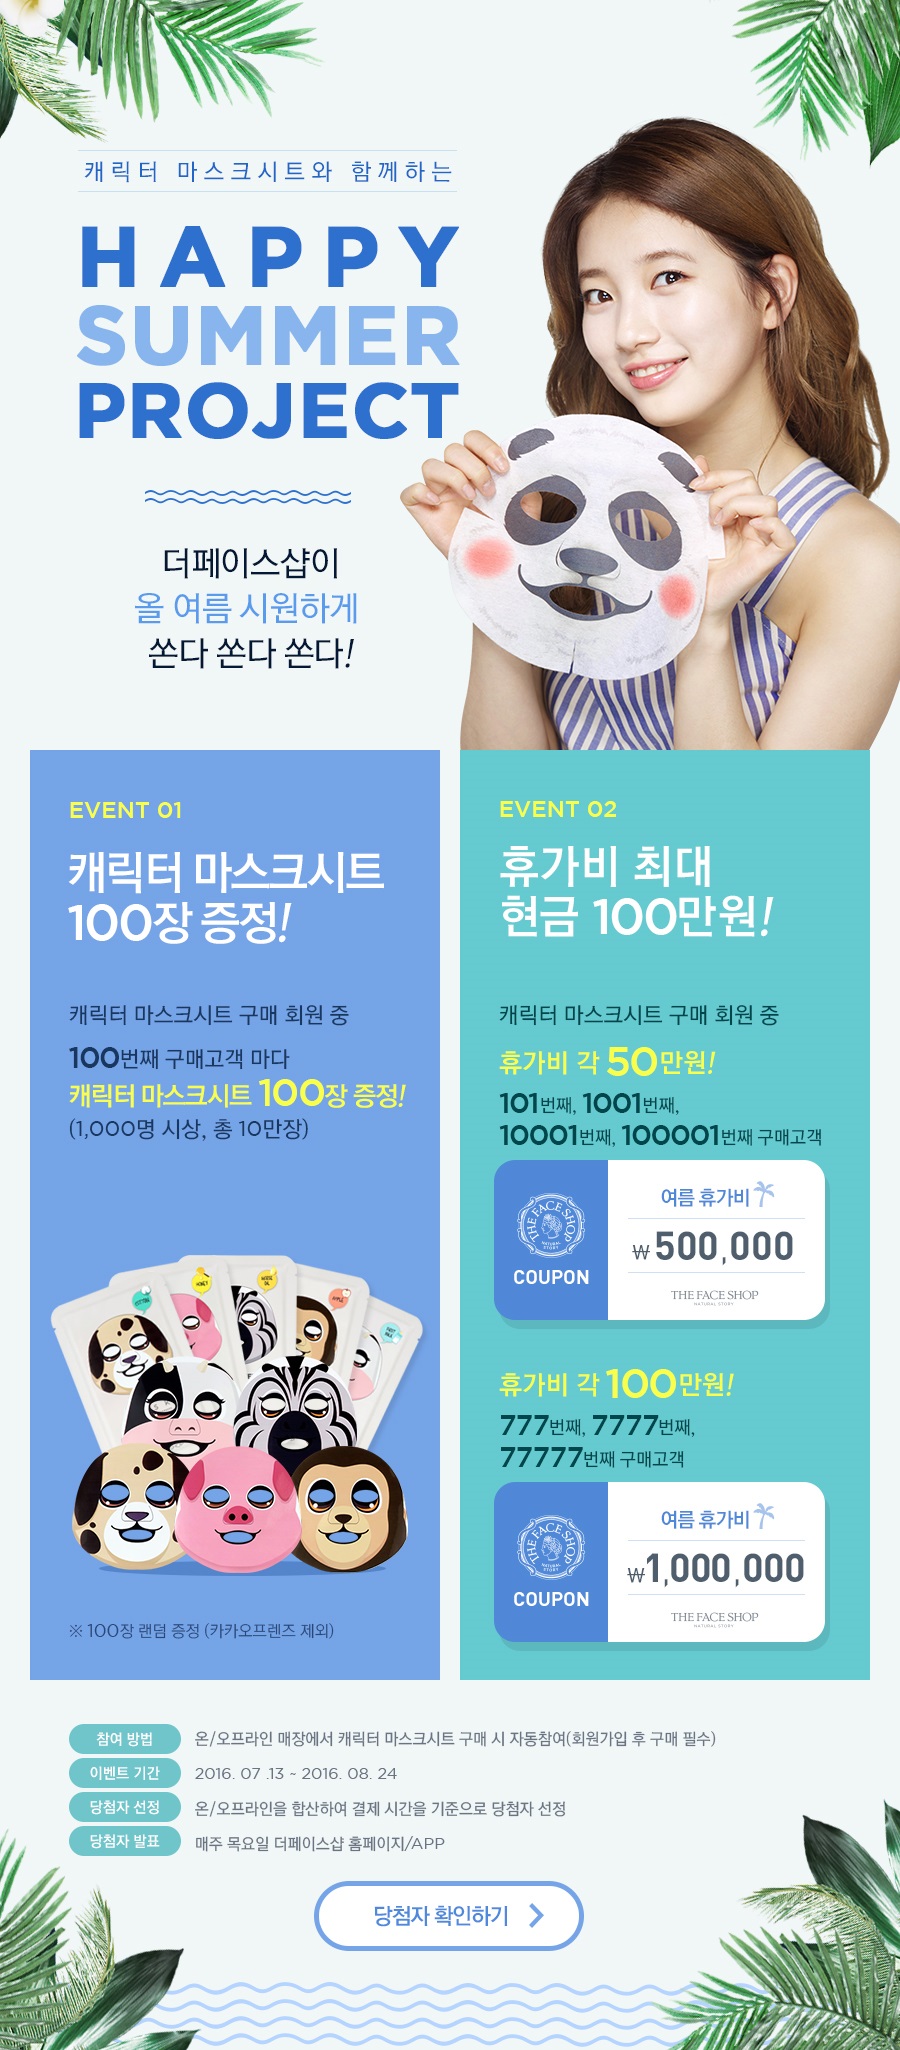 캐릭터 마스크시트와 함께하는
HAPPY
SUMMER
PROJECT
더페이스샵이
올 여름 시원하게
쏜다 쏜다 쏜다!
EVENT 01
캐릭터 마스크시트
100장 증정!
캐릭터 마스크시트 구매 회원 중
100번째 구매고객 마다
캐릭터 마스크시트 100장 증정!
(1,000명 시상, 총 10만장)
HONEY
APPLE
※ 100장 랜덤 증정 (카카오프렌즈 제외)
EVENT 02
휴가비 최대
현금 100만원!
캐릭터 마스크시트 구매 회원 중
휴가비 각 50만원!
101번째, 1001번째,
10001번째, 100001번째 구매고객
THE FACE SHOP
NATURAL STORY
COUPON
여름 휴가비
₩500,000
THE FACE SHOP
NATURAL STORY
휴가비 각 100만원!
777번째, 7777번째,
77777번째 구매고객
THE FACE SHOP
NATURAL STORY
COUPON
여름 휴가비
₩1,000,000
THE FACE SHOP
NATURAL STORY
참여 방법 온/오프라인 매장에서 캐릭터 마스크시트 구매 시 자동참여(회원가입 후 구매 필수)
이벤트 기간 2016. 07 .13 ~ 2016. 08. 24
당첨자 선정 온/오프라인을 합산하여 결제 시간을 기준으로 당첨자 선정
당첨자 발표 매주 목요일 더페이스샵 홈페이지/APP
당첨자 확인하기 >